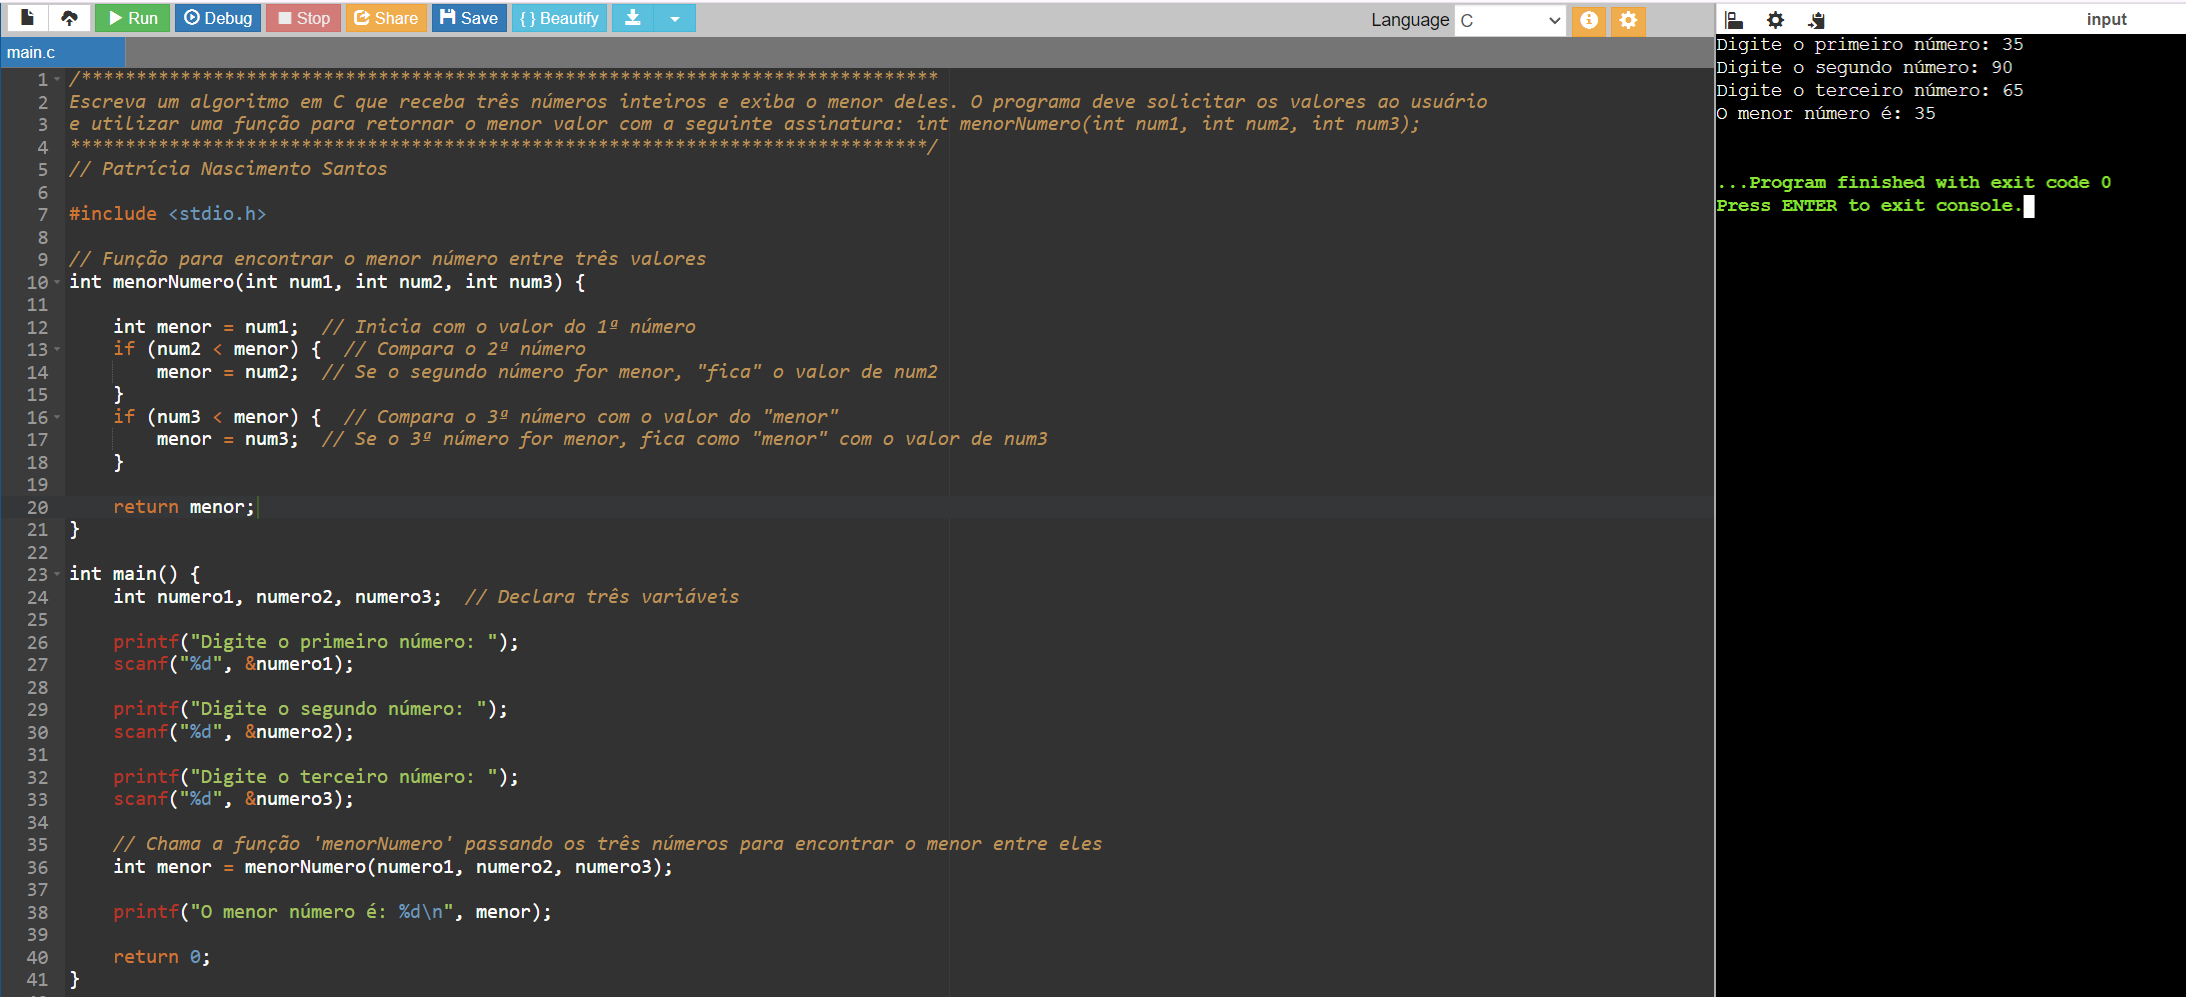 Run Debug Stop Share Save { } Beautify Language C input
main.c
1 /******************************************************************************
2 Escreva um algoritmo em C que receba três números inteiros e exiba o menor deles. O programa deve solicitar os valores ao usuário
3 e utilizar uma função para retornar o menor valor com a seguinte assinatura: int menorNumero(int num1, int num2, int num3);
4 ******************************************************************************/
5 // Patrícia Nascimento Santos
6
7 #include <stdio.h>
8
9 // Função para encontrar o menor número entre três valores
10 int menorNumero(int num1, int num2, int num3) {
11
12     int menor = num1;  // Inicia com o valor do 1ª número
13     if (num2 < menor) {  // Compara o 2ª número
14         menor = num2;  // Se o segundo número for menor, "fica" o valor de num2
15     }
16     if (num3 < menor) {  // Compara o 3ª número com o valor do "menor"
17         menor = num3;  // Se o 3ª número for menor, fica como "menor" com o valor de num3
18     }
19
20     return menor;
21 }
22
23 int main() {
24     int numero1, numero2, numero3;  // Declara três variáveis
25
26     printf("Digite o primeiro número: ");
27     scanf("%d", &numero1);
28
29     printf("Digite o segundo número: ");
30     scanf("%d", &numero2);
31
32     printf("Digite o terceiro número: ");
33     scanf("%d", &numero3);
34
35     // Chama a função 'menorNumero' passando os três números para encontrar o menor entre eles
36     int menor = menorNumero(numero1, numero2, numero3);
37
38     printf("O menor número é: %d\n", menor);
39
40     return 0;
41 }
Digite o primeiro número: 35
Digite o segundo número: 90
Digite o terceiro número: 65
O menor número é: 35
...Program finished with exit code 0
Press ENTER to exit console.